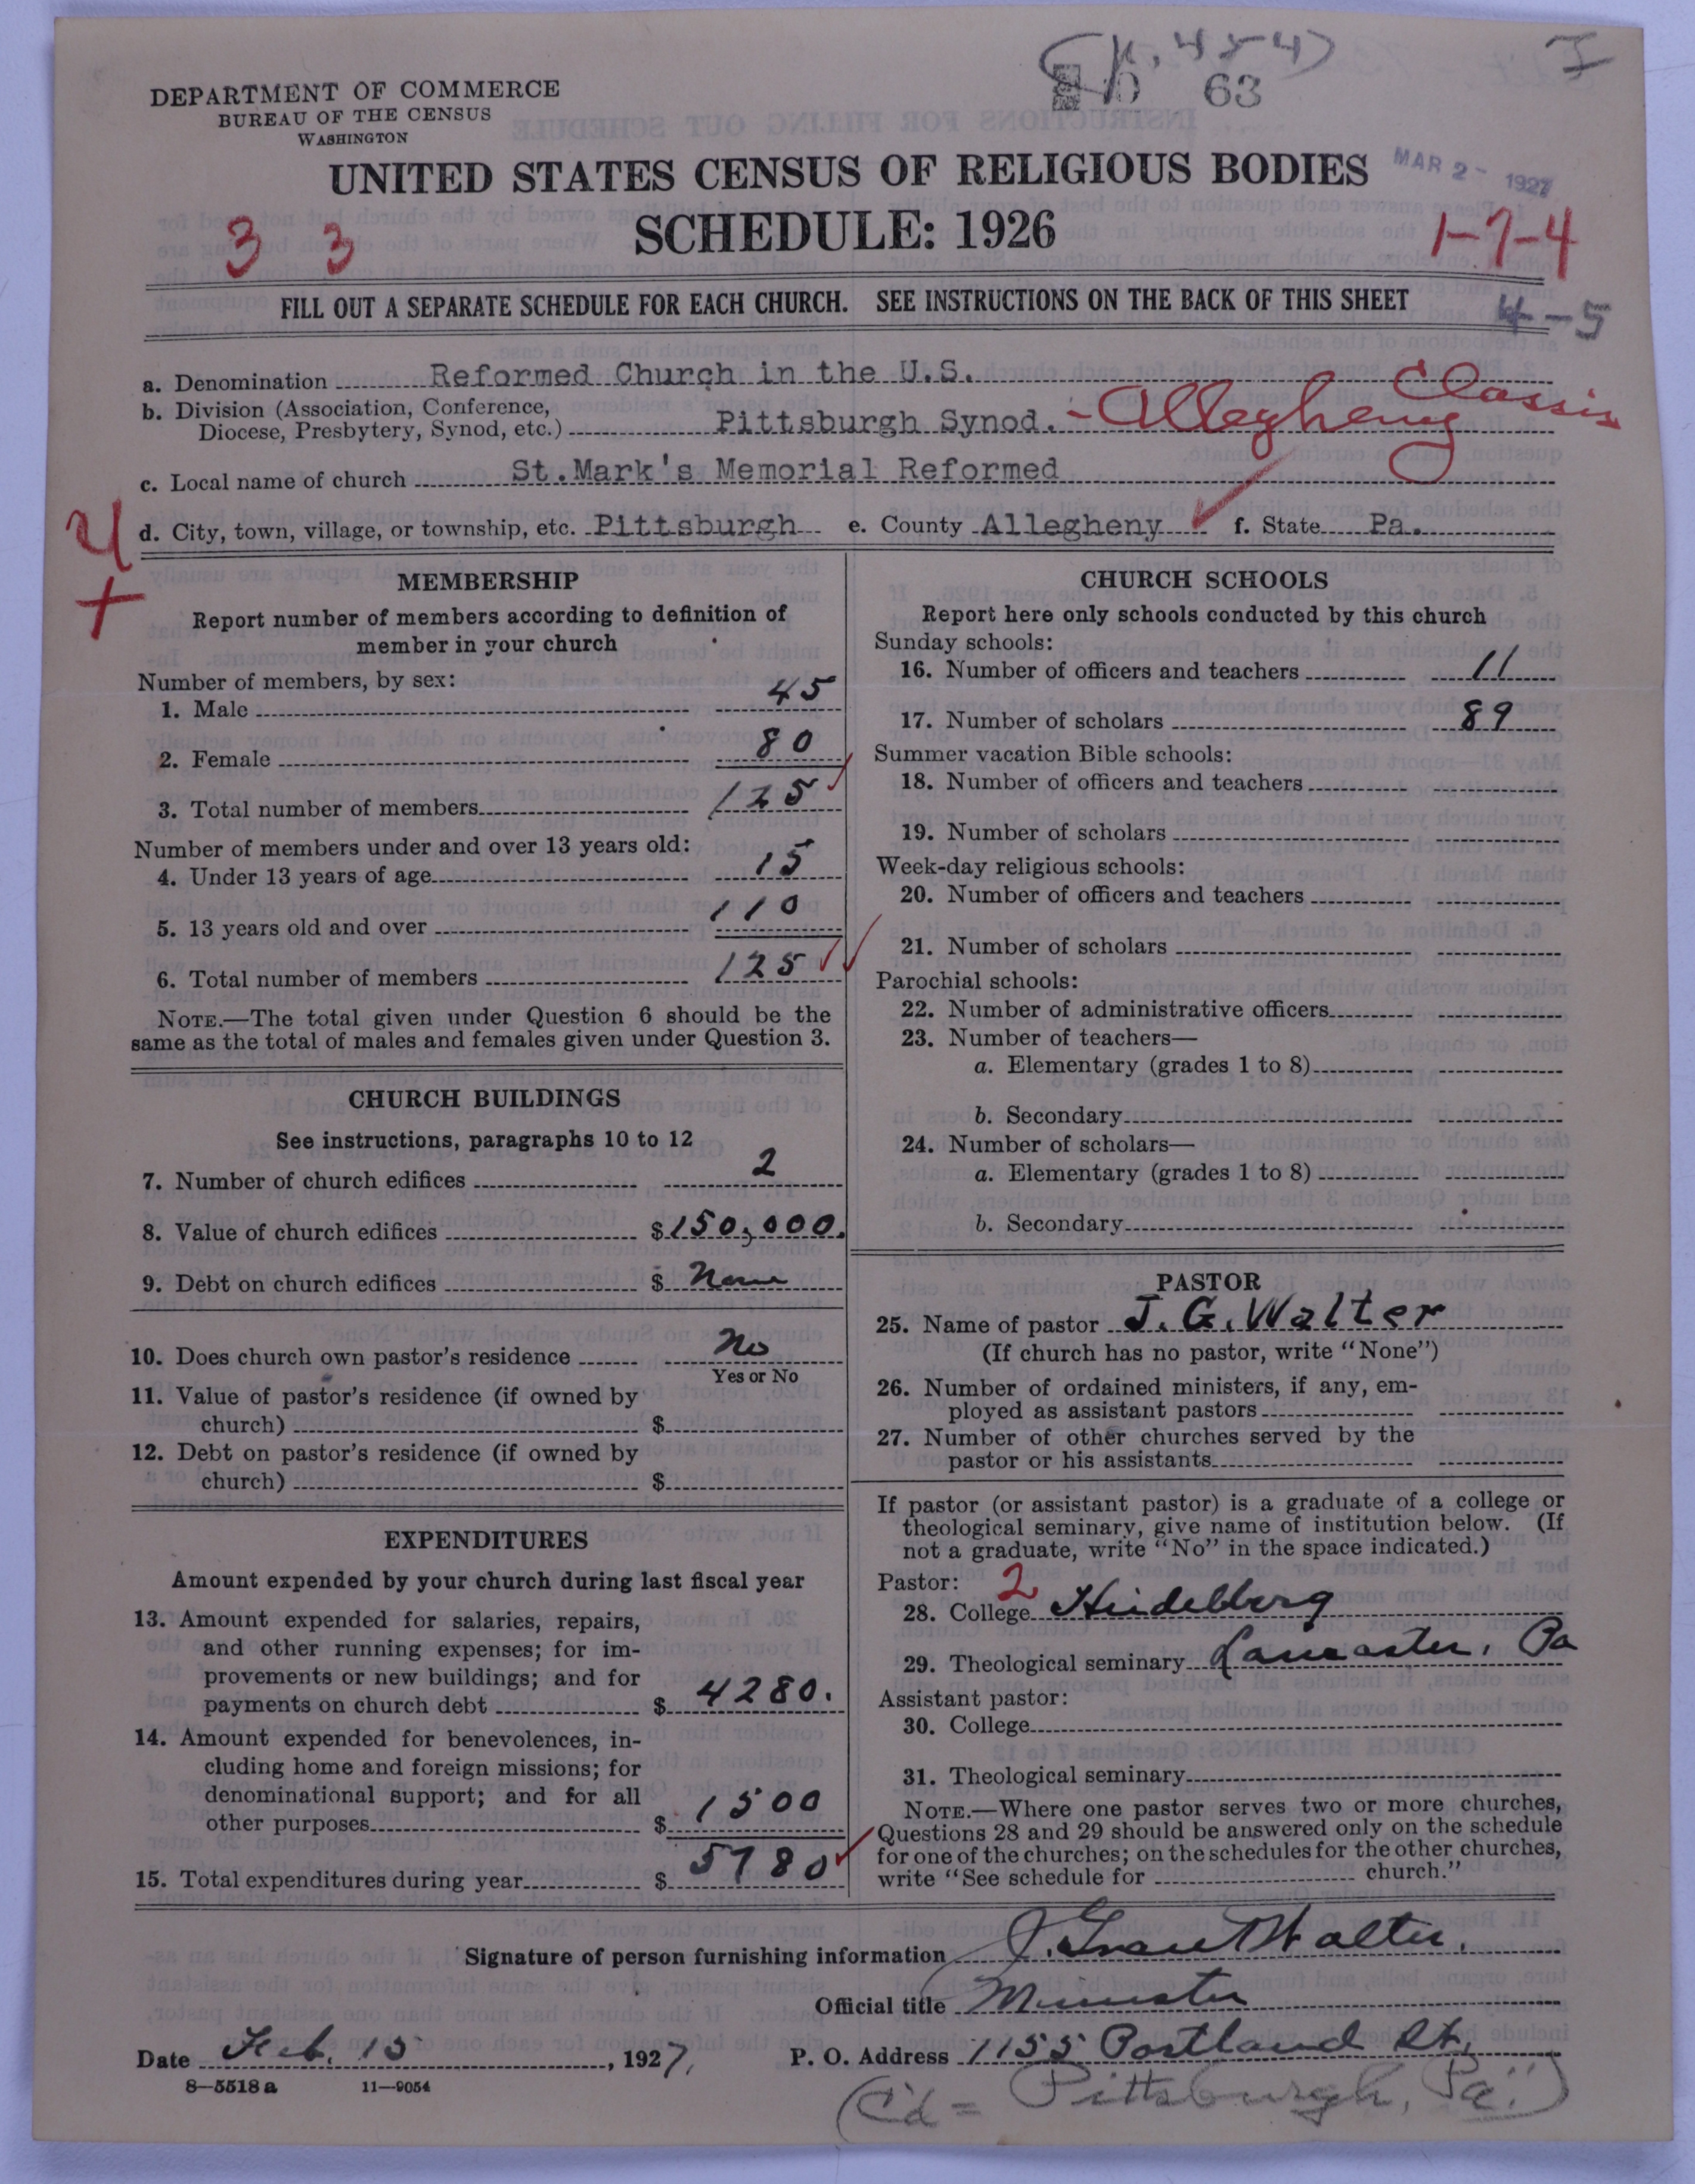 (K, 454)
63
I
DEPARTMENT OF COMMERCE
BUREAU OF THE CENSUS
WASHINGTON
UNITED STATES CENSUS OF RELIGIOUS BODIES
MAR 2- 1927
SCHEDULE: 1926
3 3
1-7-4
FILL OUT A SEPARATE SCHEDULE FOR EACH CHURCH. SEE INSTRUCTIONS ON THE BACK OF THIS SHEET
4-5
a. Denomination Reformed Church in the U.S.
b. Division (Association, Conference,
Diocese, Presbytery, Synod, etc.) Pittsburgh Synod. - Allegheny Classis
c. Local name of church St.Mark's Memorial Reformed
d. City, town, village, or township, etc. Pittsburgh e. County Allegheny f. State Pa.
MEMBERSHIP
Report number of members according to definition of
member in your church
Number of members, by sex:
1. Male 45
2. Female 80
3. Total number of members 125
Number of members under and over 13 years old:
4. Under 13 years of age 15
5. 13 years old and over 110
6. Total number of members 125
NOTE.—The total given under Question 6 should be the
same as the total of males and females given under Question 3.
CHURCH BUILDINGS
See instructions, paragraphs 10 to 12
7. Number of church edifices 2
8. Value of church edifices $150,000.
9. Debt on church edifices $ None
10. Does church own pastor's residence No
Yes or No
11. Value of pastor's residence (if owned by
church) $
12. Debt on pastor's residence (if owned by
church) $
EXPENDITURES
Amount expended by your church during last fiscal year
13. Amount expended for salaries, repairs,
and other running expenses; for im-
provements or new buildings; and for
payments on church debt $ 4280.
14. Amount expended for benevolences, in-
cluding home and foreign missions; for
denominational support; and for all
other purposes $ 1500
15. Total expenditures during year $ 5780
CHURCH SCHOOLS
Report here only schools conducted by this church
Sunday schools:
16. Number of officers and teachers 11
17. Number of scholars 89
Summer vacation Bible schools:
18. Number of officers and teachers
19. Number of scholars
Week-day religious schools:
20. Number of officers and teachers
21. Number of scholars
Parochial schools:
22. Number of administrative officers
23. Number of teachers—
a. Elementary (grades 1 to 8)
b. Secondary
24. Number of scholars—
a. Elementary (grades 1 to 8)
b. Secondary
PASTOR
25. Name of pastor J. G. Walter
(If church has no pastor, write "None")
26. Number of ordained ministers, if any, em-
ployed as assistant pastors
27. Number of other churches served by the
pastor or his assistants
If pastor (or assistant pastor) is a graduate of a college or
theological seminary, give name of institution below. (If
not a graduate, write "No" in the space indicated.)
Pastor: 2
28. College Heidelberg
29. Theological seminary Lancaster, Pa
Assistant pastor:
30. College
31. Theological seminary
NOTE.—Where one pastor serves two or more churches,
Questions 28 and 29 should be answered only on the schedule
for one of the churches; on the schedules for the other churches,
write "See schedule for church."
Signature of person furnishing information J. Grant Walter.
Official title Minister
Date Feb. 15, 1927, P. O. Address 1155 Portland St,
8—5518a 11—9054
(C'd = Pittsburgh, Pa.")